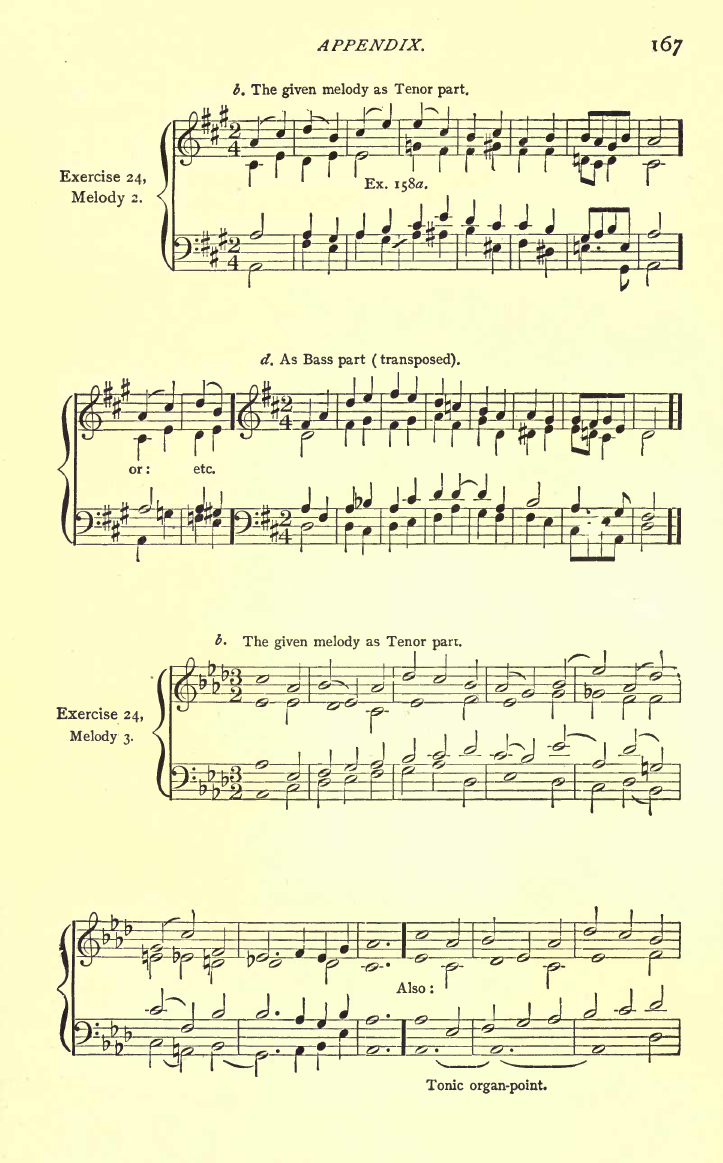 APPENDIX. 167
b. The given melody as Tenor part.
Exercise 24,
Melody 2.
Ex. 158a.
d. As Bass part (transposed).
or: etc.
b. The given melody as Tenor part.
Exercise 24,
Melody 3.
Also:
Tonic organ-point.